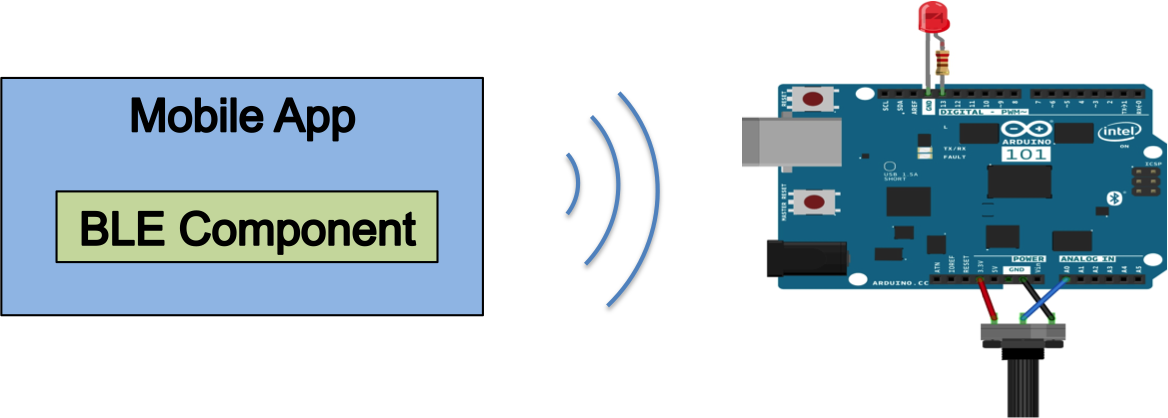 Mobile App
BLE Component
RESET
SCL
SDA
AREF
GND
13
12
11
10
~9
8
7
~6
~5
4
~3
2
TX▸1
RX◂0
DIGITAL - PWM~
L
TX/RX
FAULT
ARDUINO
101
intel
ON
ICSP
USB 1.5A
SHORT
MASTER RESET
ARDUINO.CC
ATN
IOREF
RESET
3.3V
5V
GND
Vin
POWER
ANALOG IN
A0
A1
A2
A3
A4
A5